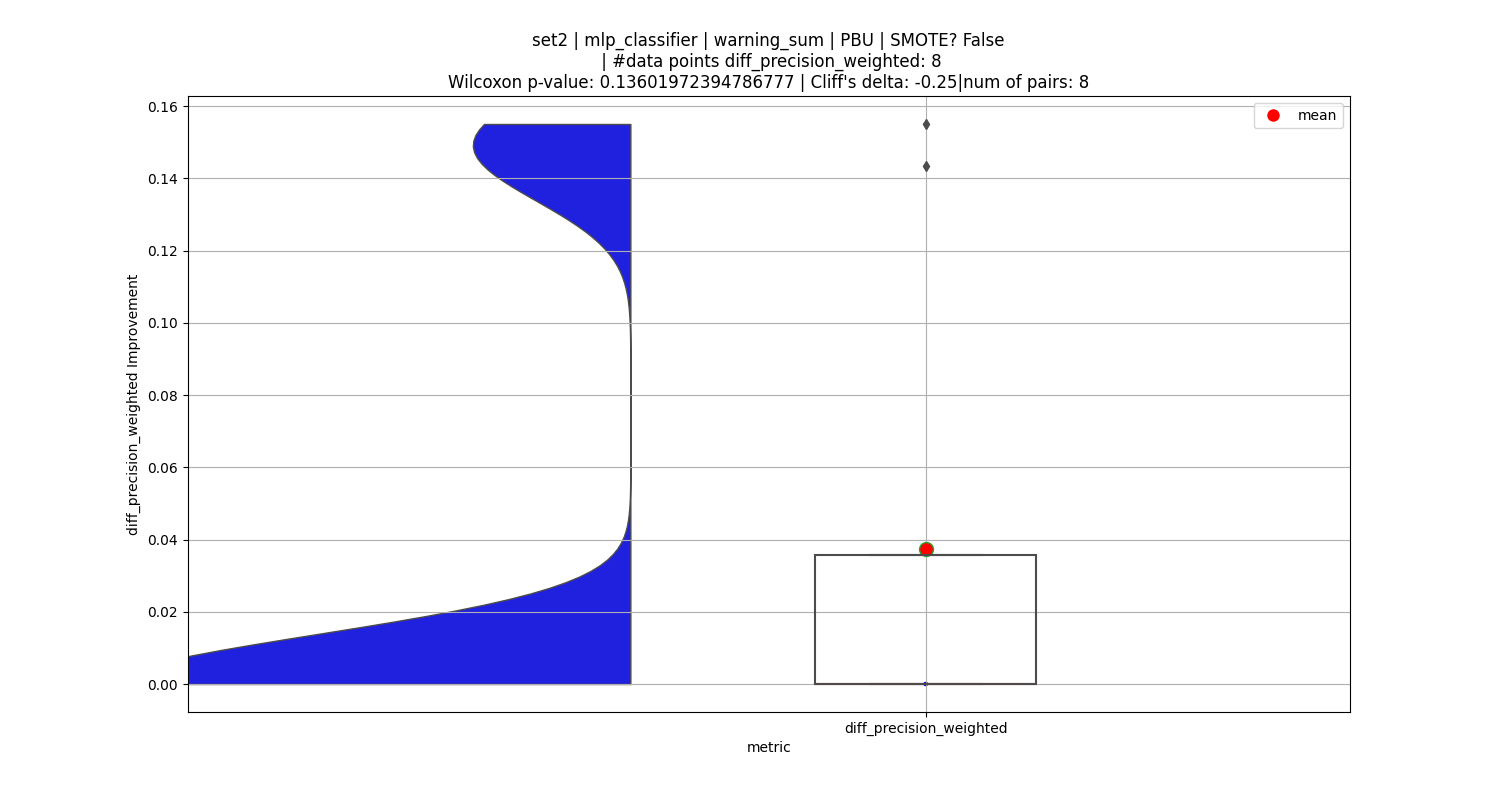 set2 | mlp_classifier | warning_sum | PBU | SMOTE? False
| #data points diff_precision_weighted: 8
Wilcoxon p-value: 0.13601972394786777 | Cliff's delta: -0.25|num of pairs: 8
mean
0.16
0.14
0.12
0.10
0.08
0.06
0.04
0.02
0.00
diff_precision_weighted Improvement
diff_precision_weighted
metric